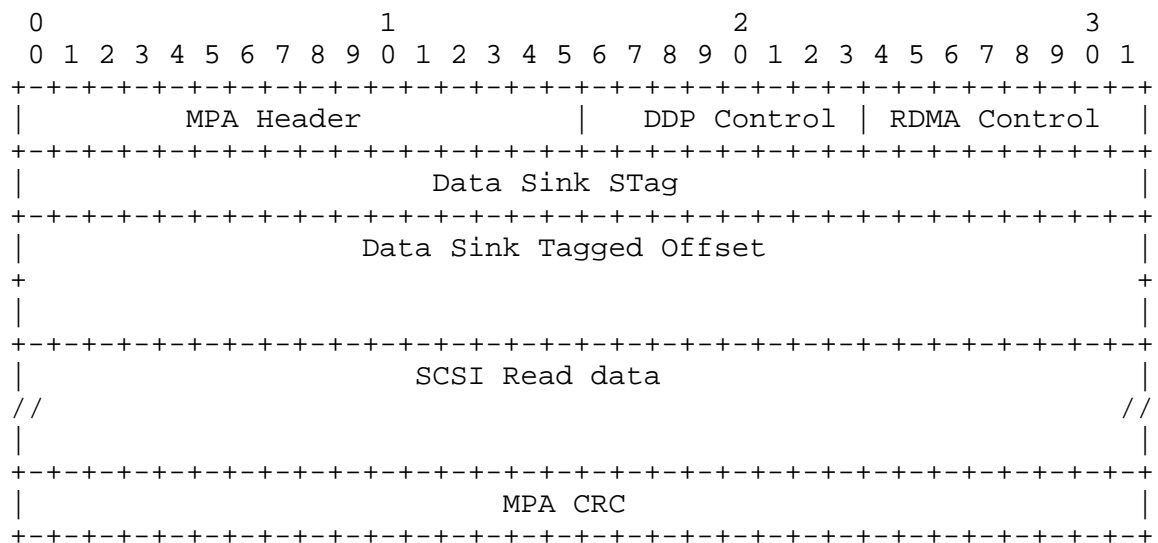 0                   1                   2                   3
 0 1 2 3 4 5 6 7 8 9 0 1 2 3 4 5 6 7 8 9 0 1 2 3 4 5 6 7 8 9 0 1
+-+-+-+-+-+-+-+-+-+-+-+-+-+-+-+-+-+-+-+-+-+-+-+-+-+-+-+-+-+-+-+-+
|         MPA Header            |   DDP Control | RDMA Control  |
+-+-+-+-+-+-+-+-+-+-+-+-+-+-+-+-+-+-+-+-+-+-+-+-+-+-+-+-+-+-+-+-+
|                       Data Sink STag                          |
+-+-+-+-+-+-+-+-+-+-+-+-+-+-+-+-+-+-+-+-+-+-+-+-+-+-+-+-+-+-+-+-+
|                   Data Sink Tagged Offset                     |
+                                                               +
|                                                               |
+-+-+-+-+-+-+-+-+-+-+-+-+-+-+-+-+-+-+-+-+-+-+-+-+-+-+-+-+-+-+-+-+
|                      SCSI Read data                           |
//                                                             //
|                                                               |
+-+-+-+-+-+-+-+-+-+-+-+-+-+-+-+-+-+-+-+-+-+-+-+-+-+-+-+-+-+-+-+-+
|                           MPA CRC                             |
+-+-+-+-+-+-+-+-+-+-+-+-+-+-+-+-+-+-+-+-+-+-+-+-+-+-+-+-+-+-+-+-+